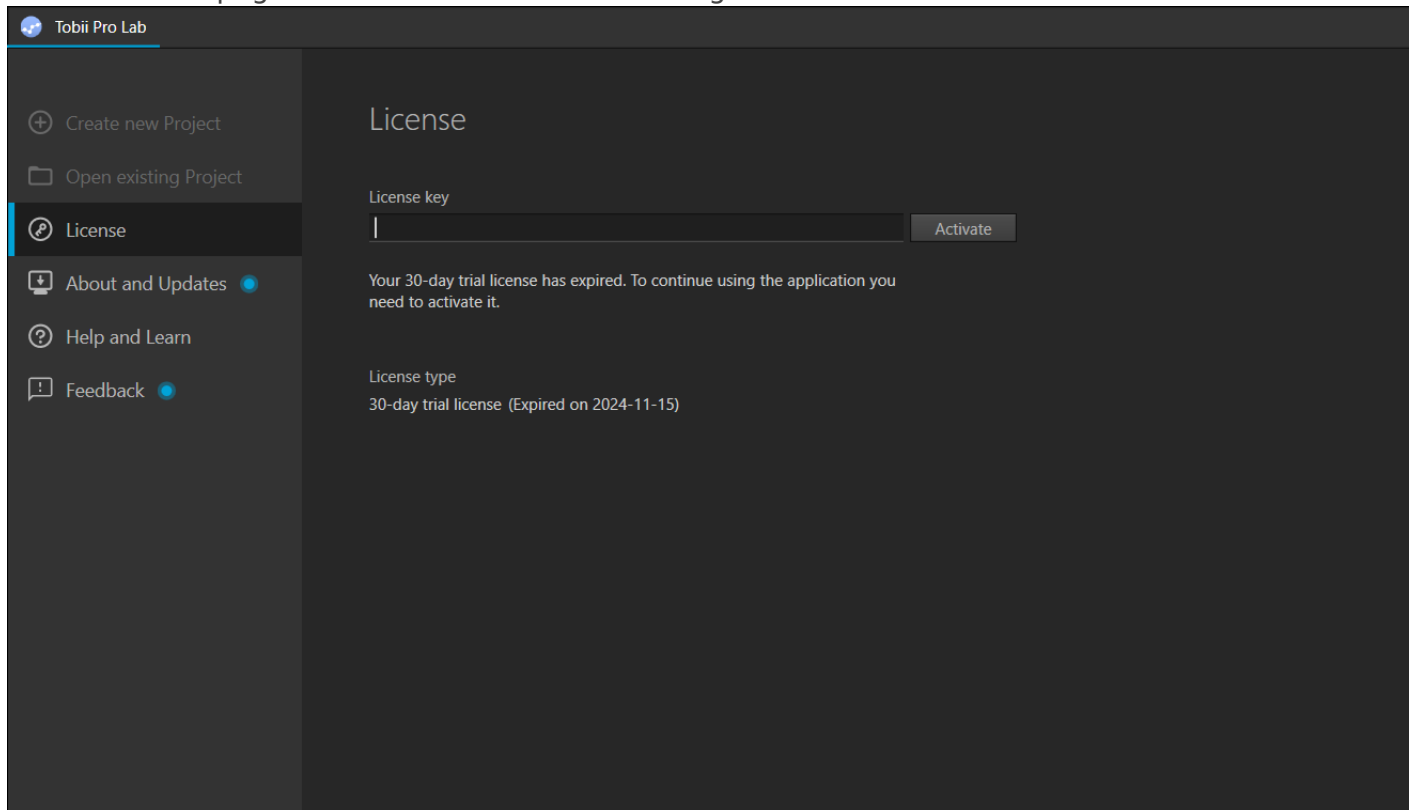 Tobii Pro Lab
Create new Project
Open existing Project
License
About and Updates
Help and Learn
Feedback
License
License key
Activate
Your 30-day trial license has expired. To continue using the application you
need to activate it.
License type
30-day trial license (Expired on 2024-11-15)